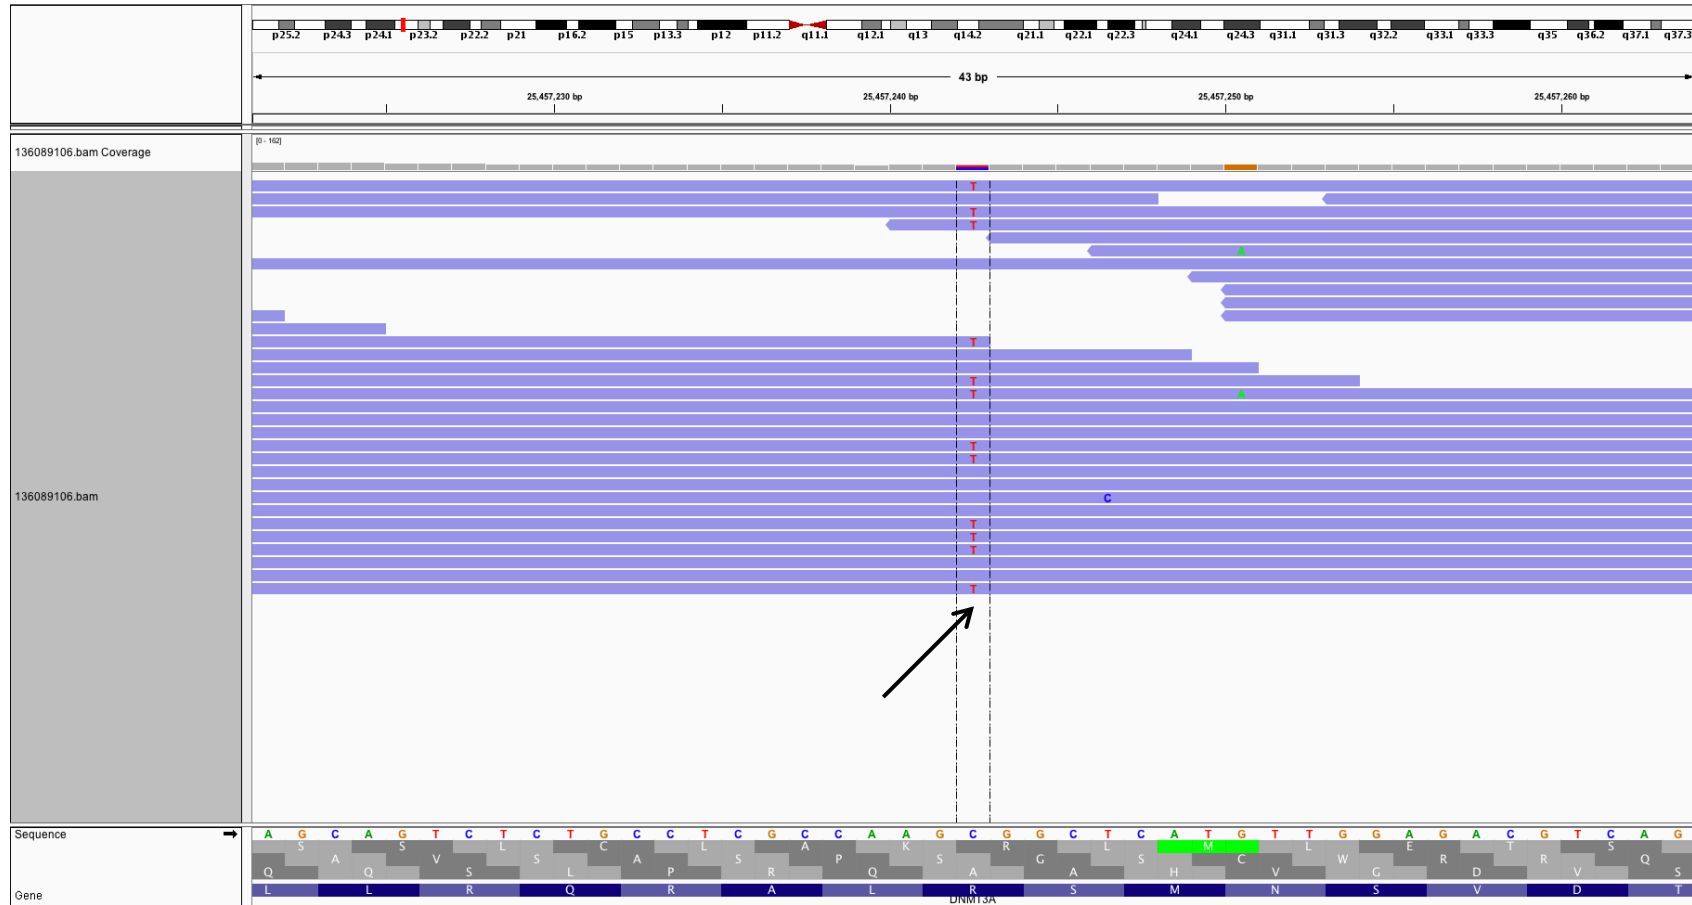 p25.2 p24.3 p24.1 p23.2 p22.2 p21 p16.2 p15 p13.3 p12 p11.2 q11.1 q12.1 q13 q14.2 q21.1 q22.1 q22.3 q24.1 q24.3 q31.1 q31.3 q32.2 q33.1 q33.3 q35 q36.2 q37.1 q37.3
43 bp
25,457,230 bp 25,457,240 bp 25,457,250 bp 25,457,260 bp
[0 - 162]
136089106.bam Coverage
T
T
T
A
T
T
T A
T
T
136089106.bam
C
T
T
T
T
Sequence A G C A G T C T C T G C C T C G C C A A G C G G C T C A T G T T G G A G A C G T C A G
S S L C L A K R G L M L E T S
A V S A S P S G S C W R R Q
Q Q S L P R Q A A H V G D V S
Gene L L R Q R A L R S M N S V D T
DNMT3A